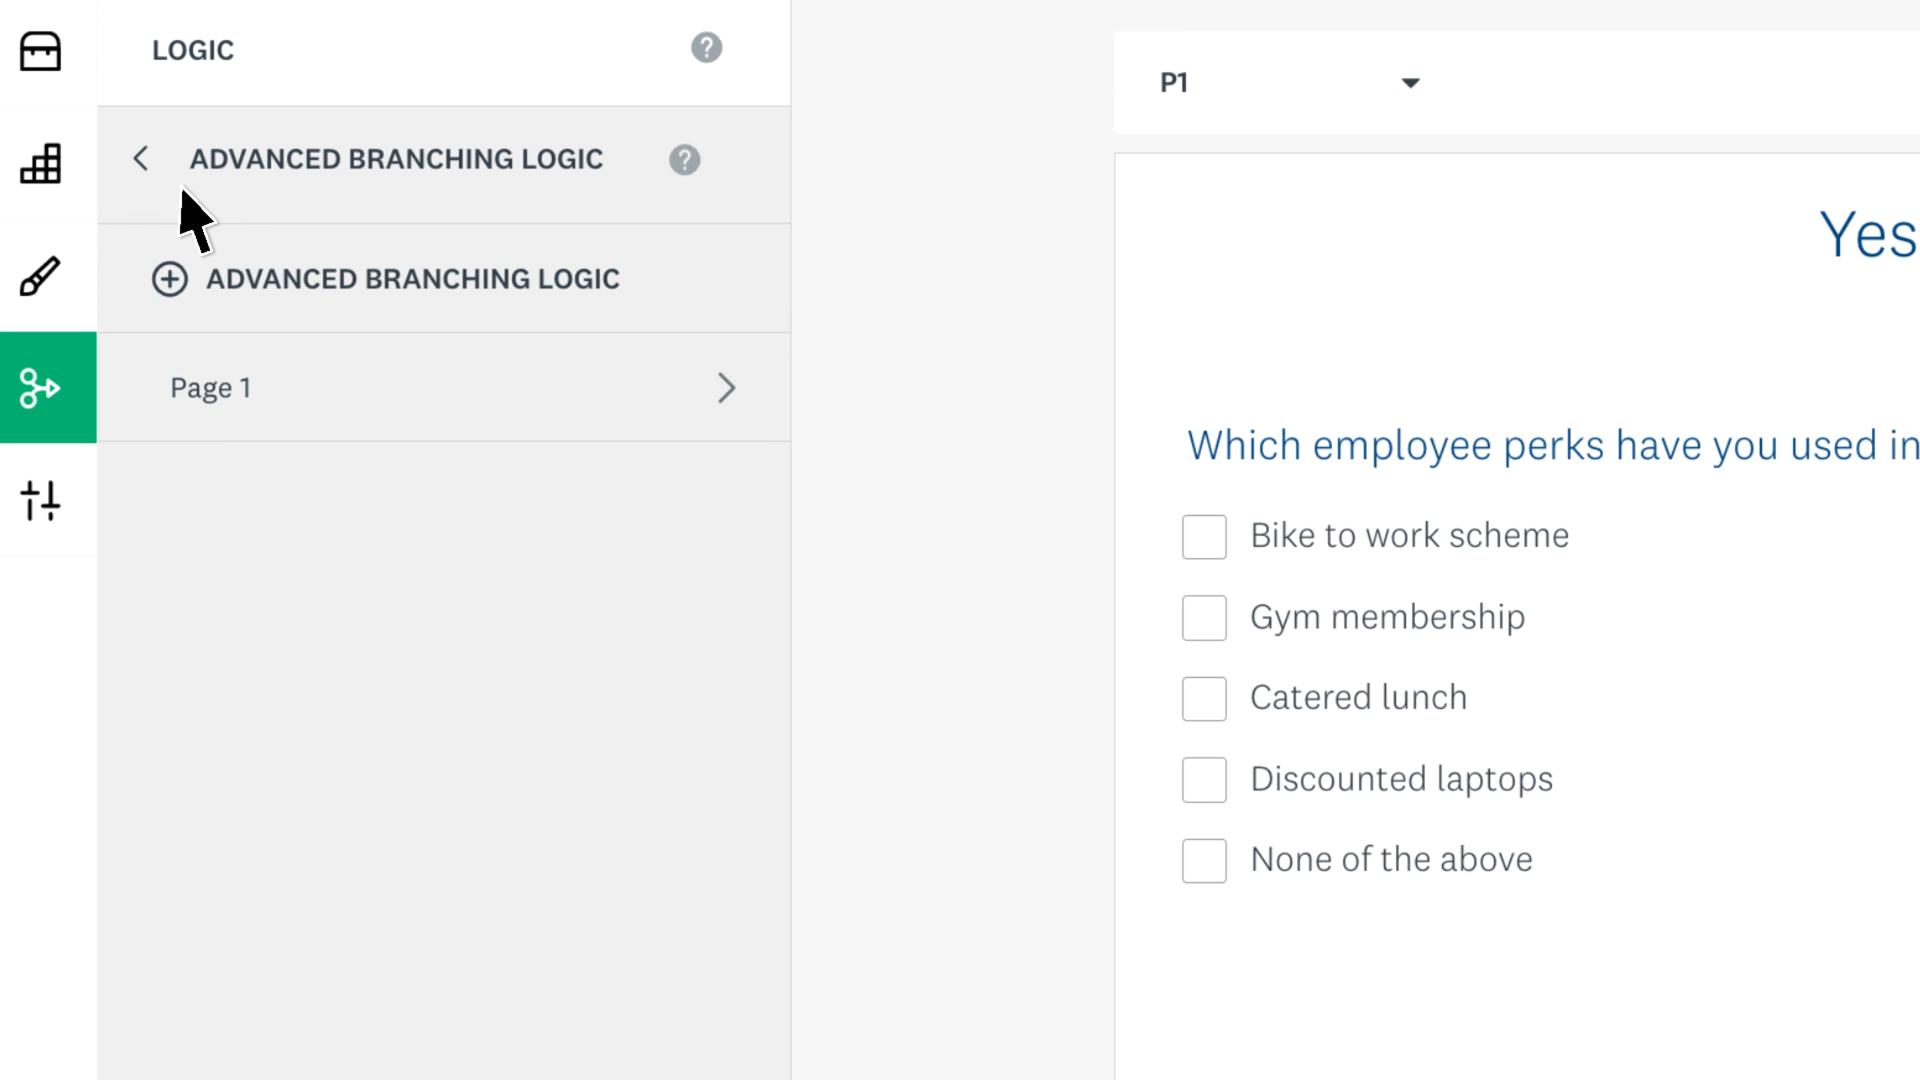 LOGIC
ADVANCED BRANCHING LOGIC
ADVANCED BRANCHING LOGIC
Page 1
P1
Yes
Which employee perks have you used in
Bike to work scheme
Gym membership
Catered lunch
Discounted laptops
None of the above